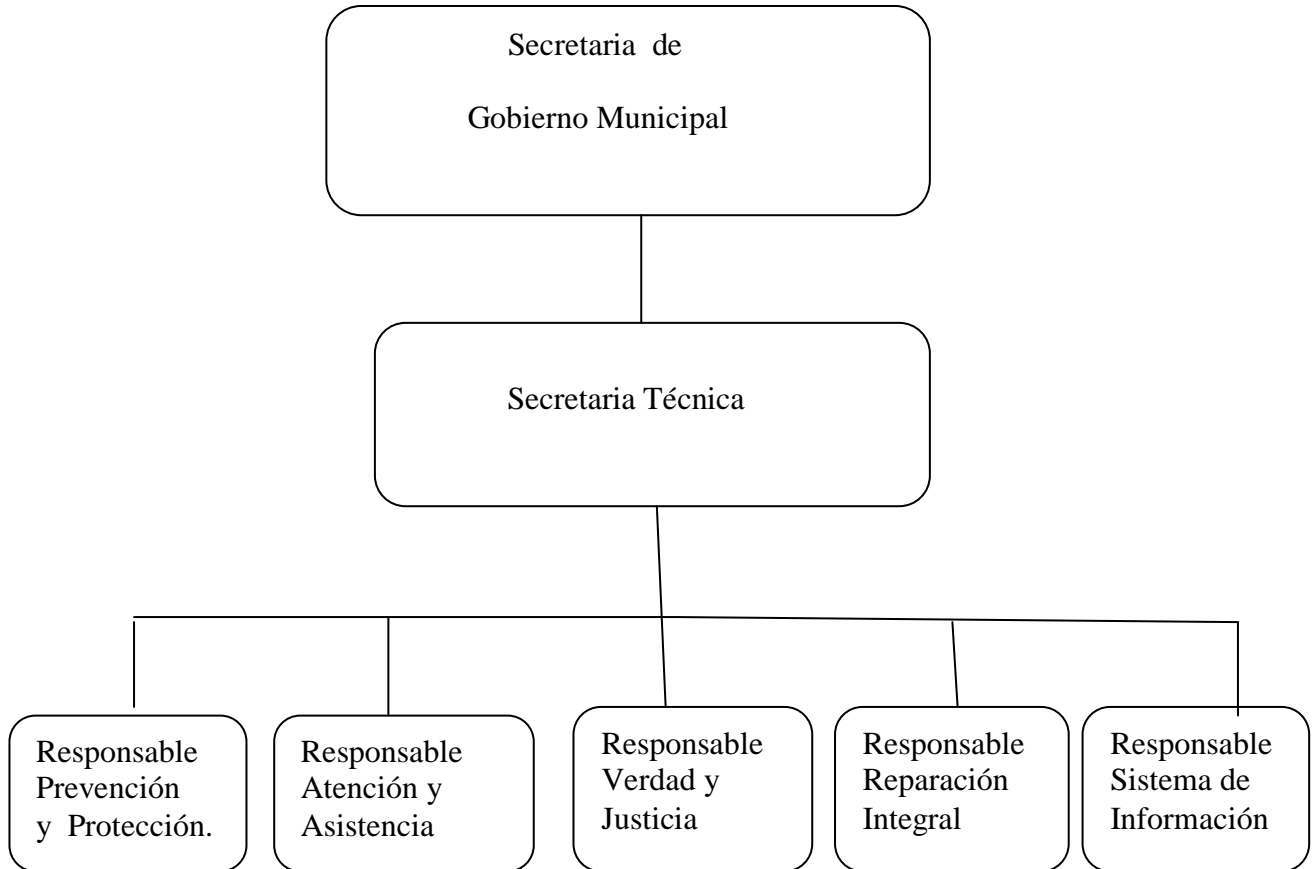 Secretaria de
Gobierno Municipal
Secretaria Técnica
Responsable
Prevención
y Protección.
Responsable
Atención y
Asistencia
Responsable
Verdad y
Justicia
Responsable
Reparación
Integral
Responsable
Sistema de
Información